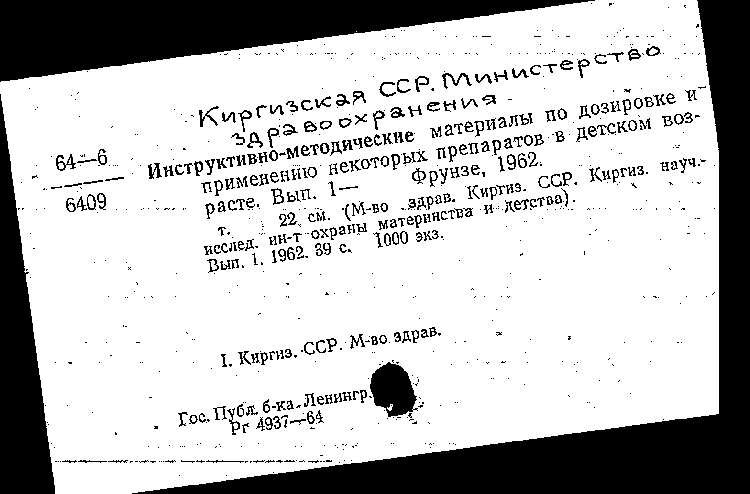 Киргизская ССР. Министерство
здравоохранения.
64—6
6409
Инструктивно-методические материалы по дозировке и
применению некоторых препаратов в детском воз-
расте. Вып. 1— Фрунзе, 1962.
т. 22 см. (М-во здрав. Киргиз. ССР. Киргиз. науч.-
исслед. ин-т охраны материнства и детства).
Вып. 1. 1962. 39 с. 1000 экз.
I. Киргиз. ССР. М-во здрав.
Гос. Публ. б-ка. Ленингр.
Рг 4937—64